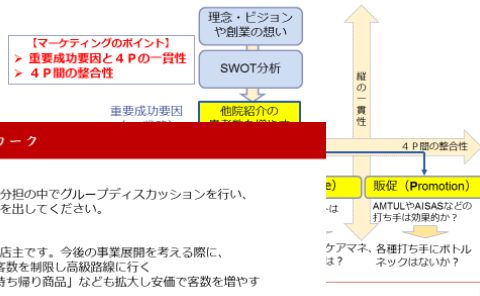 理念・ビジョン
や創業の想い
【マーケティングのポイント】
➢ 重要成功要因と４Ｐの一貫性
➢ ４Ｐ間の整合性
SWOT分析
重要成功要因
他院紹介の
縦の一貫性
４Ｐ間の整合性
ワーク
分担の中でグループディスカッションを行い、
を出してください。
店主です。今後の事業展開を考える際に、
客数を制限し高級路線に行く
持ち帰り商品」なども拡大し安価で客数を増やす
e）
販促（Promotion）
トは
AMTULやAISASなどの
打ち手は効果的か？
ケアマネ、
は？
各種打ち手にボトル
ネックはないか？